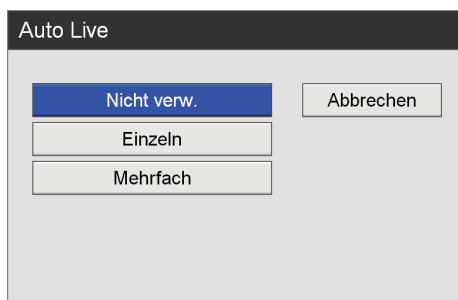 Auto Live
Nicht verw.
Abbrechen
Einzeln
Mehrfach